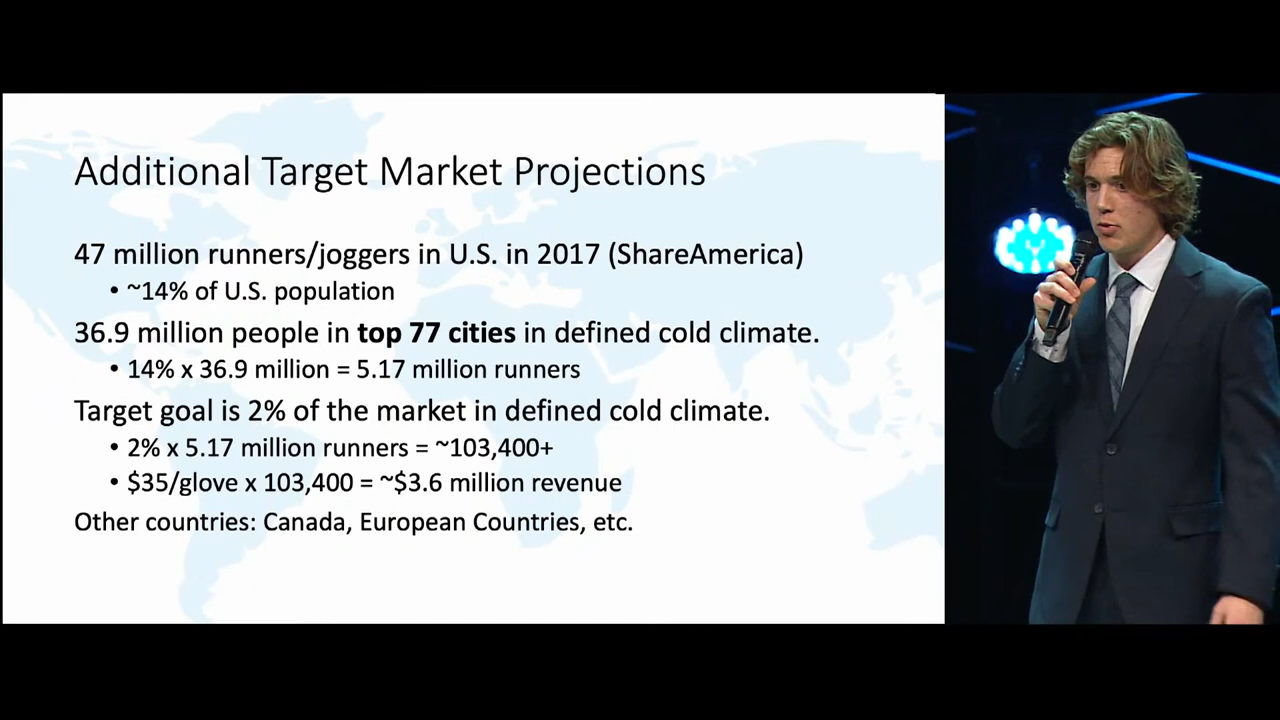 Additional Target Market Projections
47 million runners/joggers in U.S. in 2017 (ShareAmerica)
• ~14% of U.S. population
36.9 million people in top 77 cities in defined cold climate.
• 14% x 36.9 million = 5.17 million runners
Target goal is 2% of the market in defined cold climate.
• 2% x 5.17 million runners = ~103,400+
• $35/glove x 103,400 = ~$3.6 million revenue
Other countries: Canada, European Countries, etc.